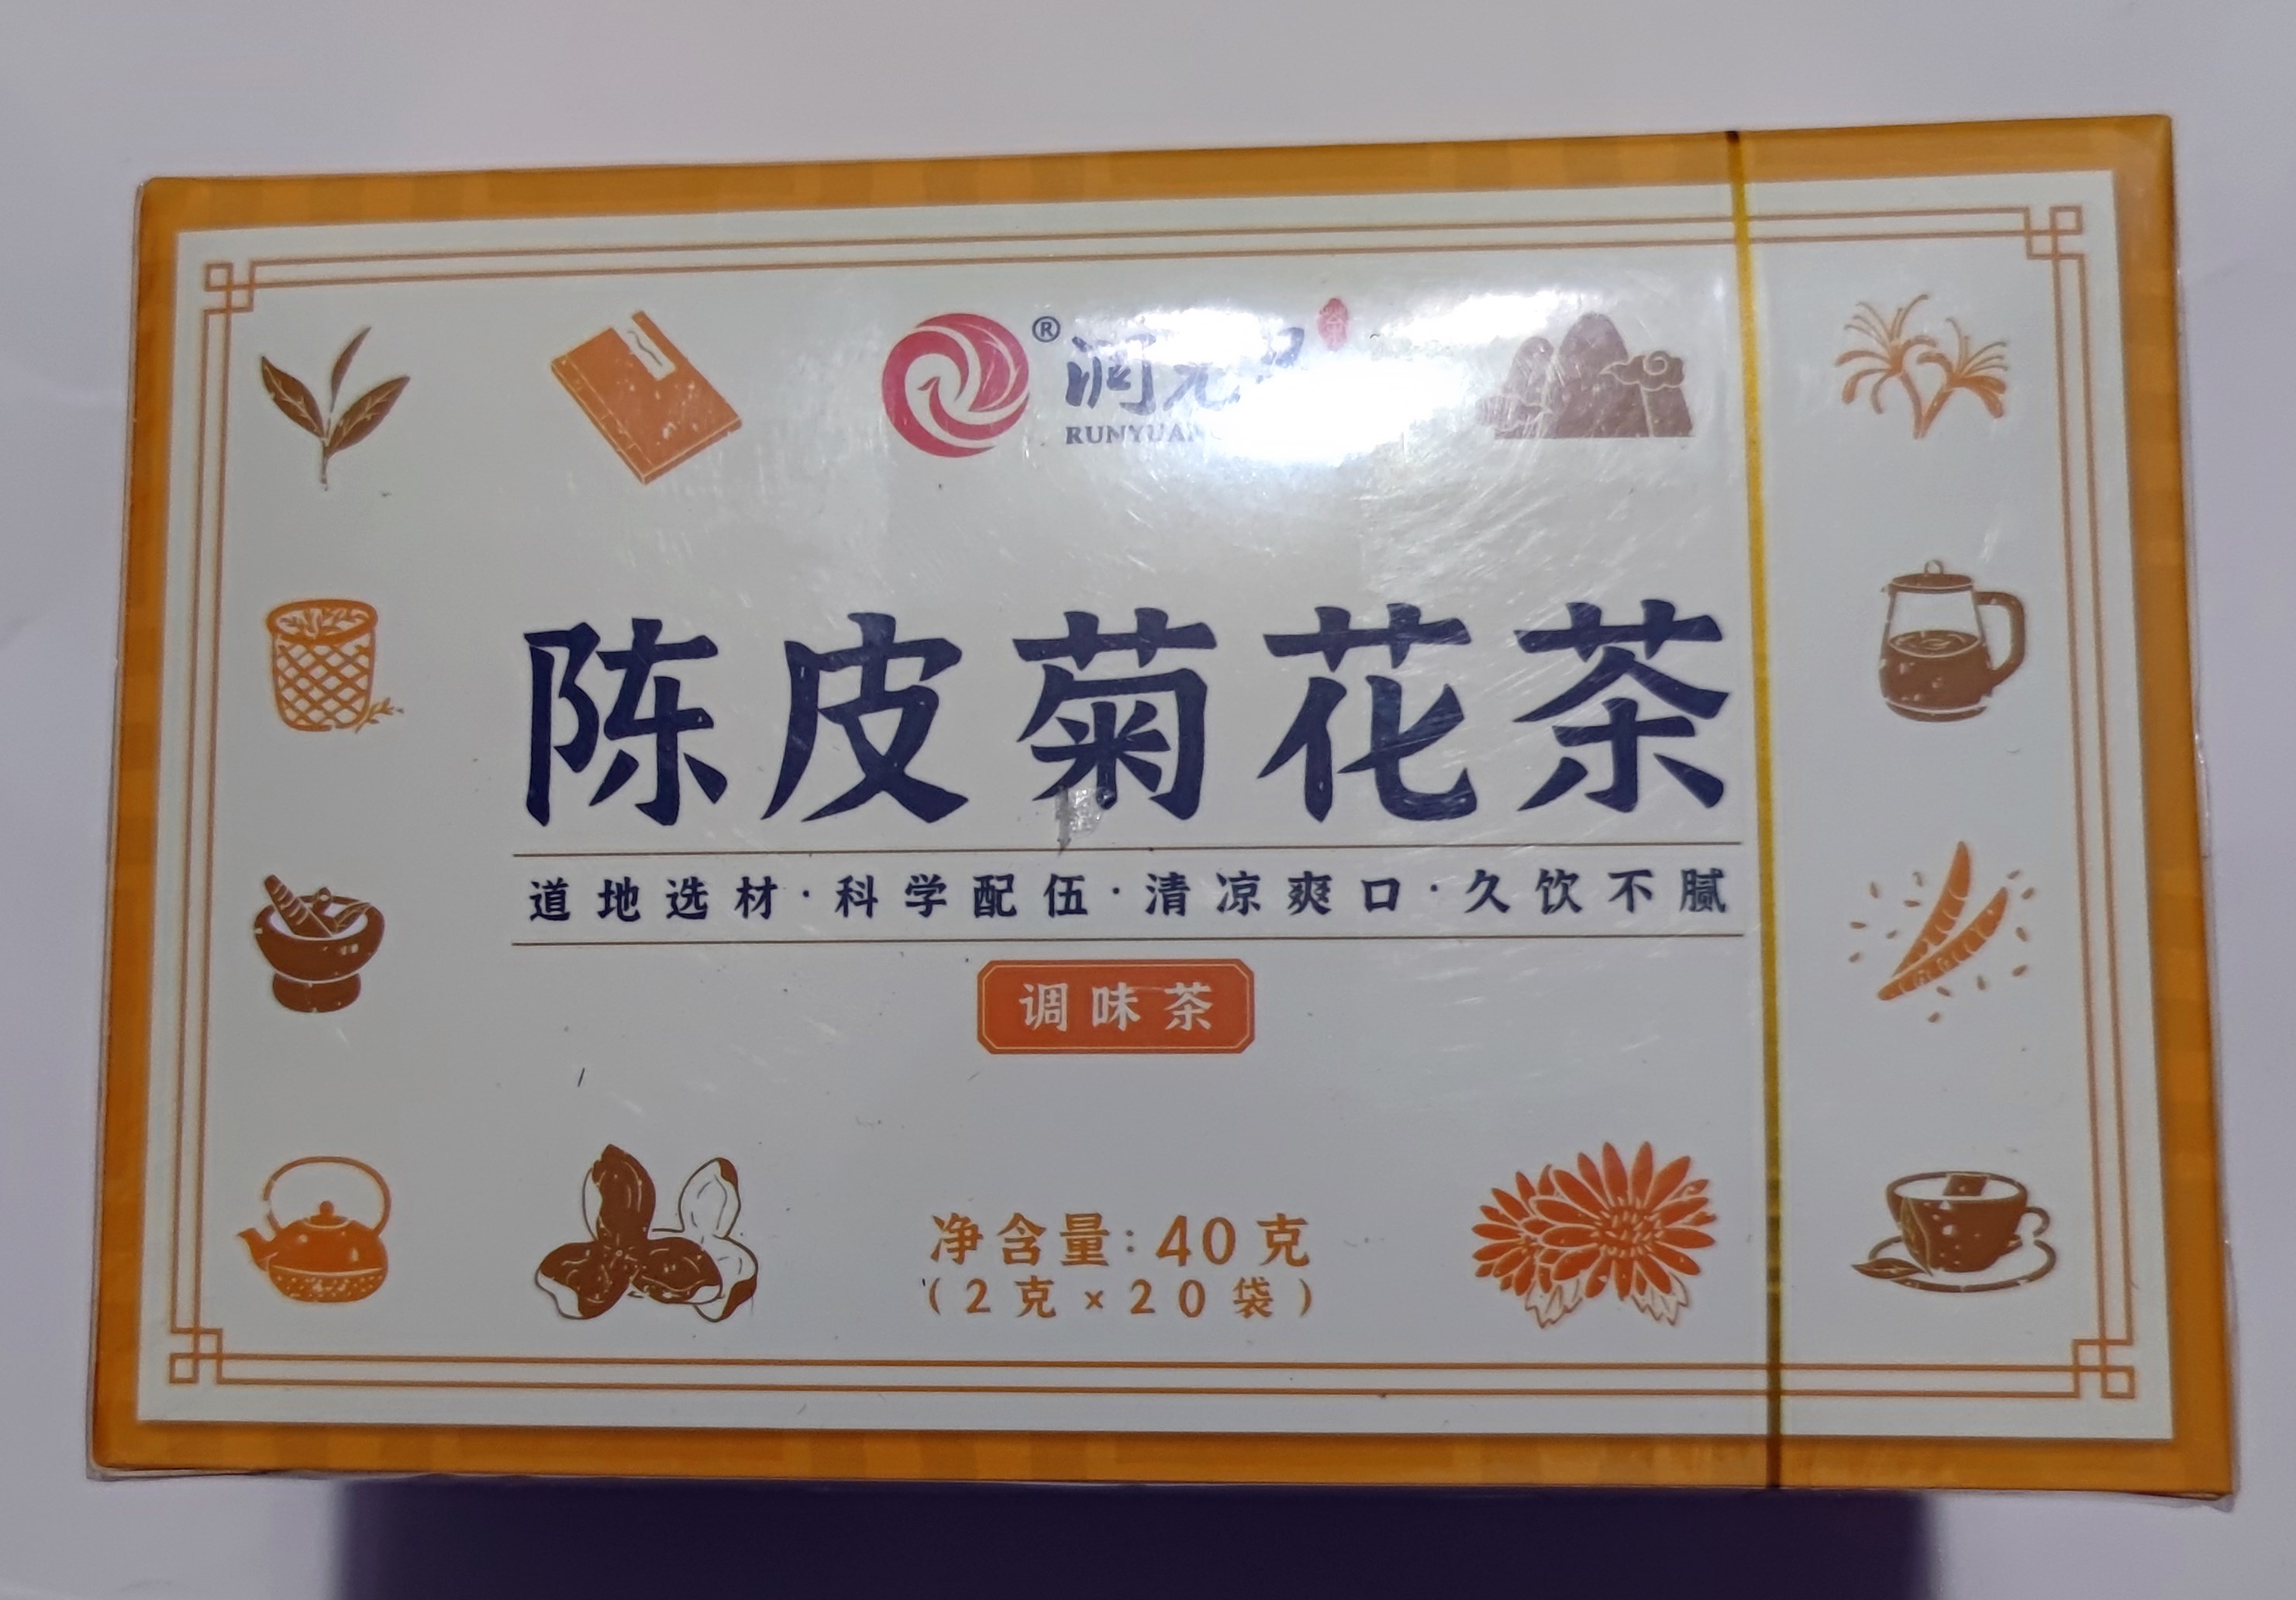 ®
陈皮菊花茶
道地选材·科学配伍·清凉爽口·久饮不腻
调味茶
净含量:40克
(2克×20袋)